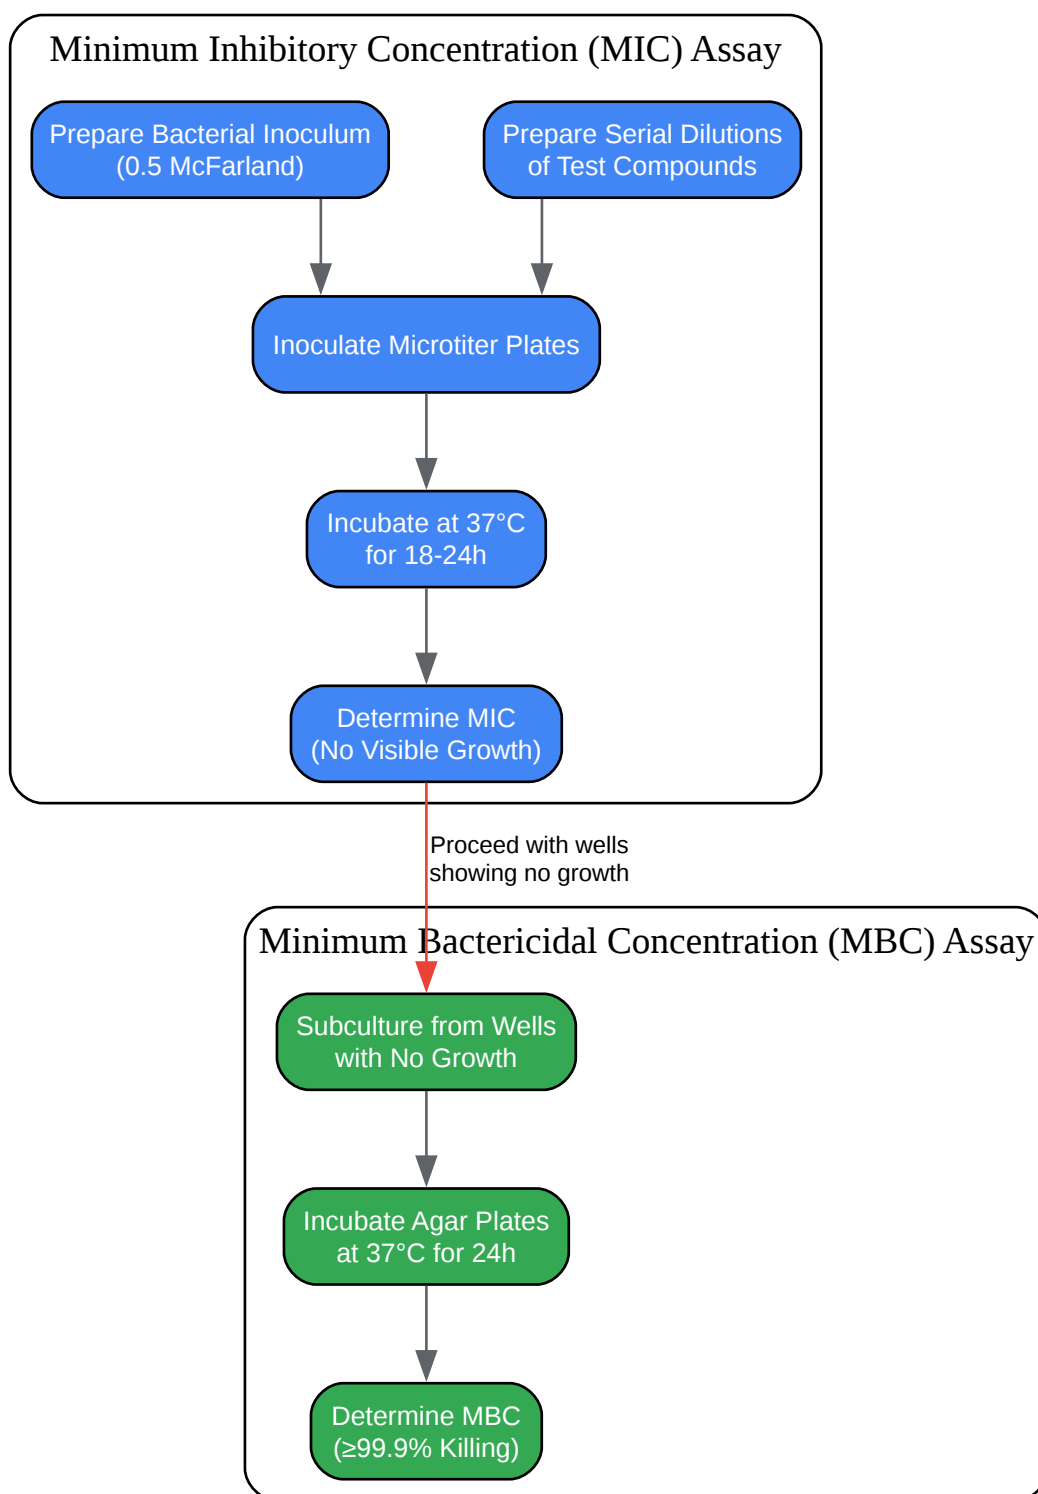 Minimum Inhibitory Concentration (MIC) Assay
Prepare Bacterial Inoculum
(0.5 McFarland)
Prepare Serial Dilutions
of Test Compounds
Inoculate Microtiter Plates
Incubate at 37°C
for 18-24h
Determine MIC
(No Visible Growth)
Proceed with wells
showing no growth
Minimum Bactericidal Concentration (MBC) Assay
Subculture from Wells
with No Growth
Incubate Agar Plates
at 37°C for 24h
Determine MBC
(≥99.9% Killing)